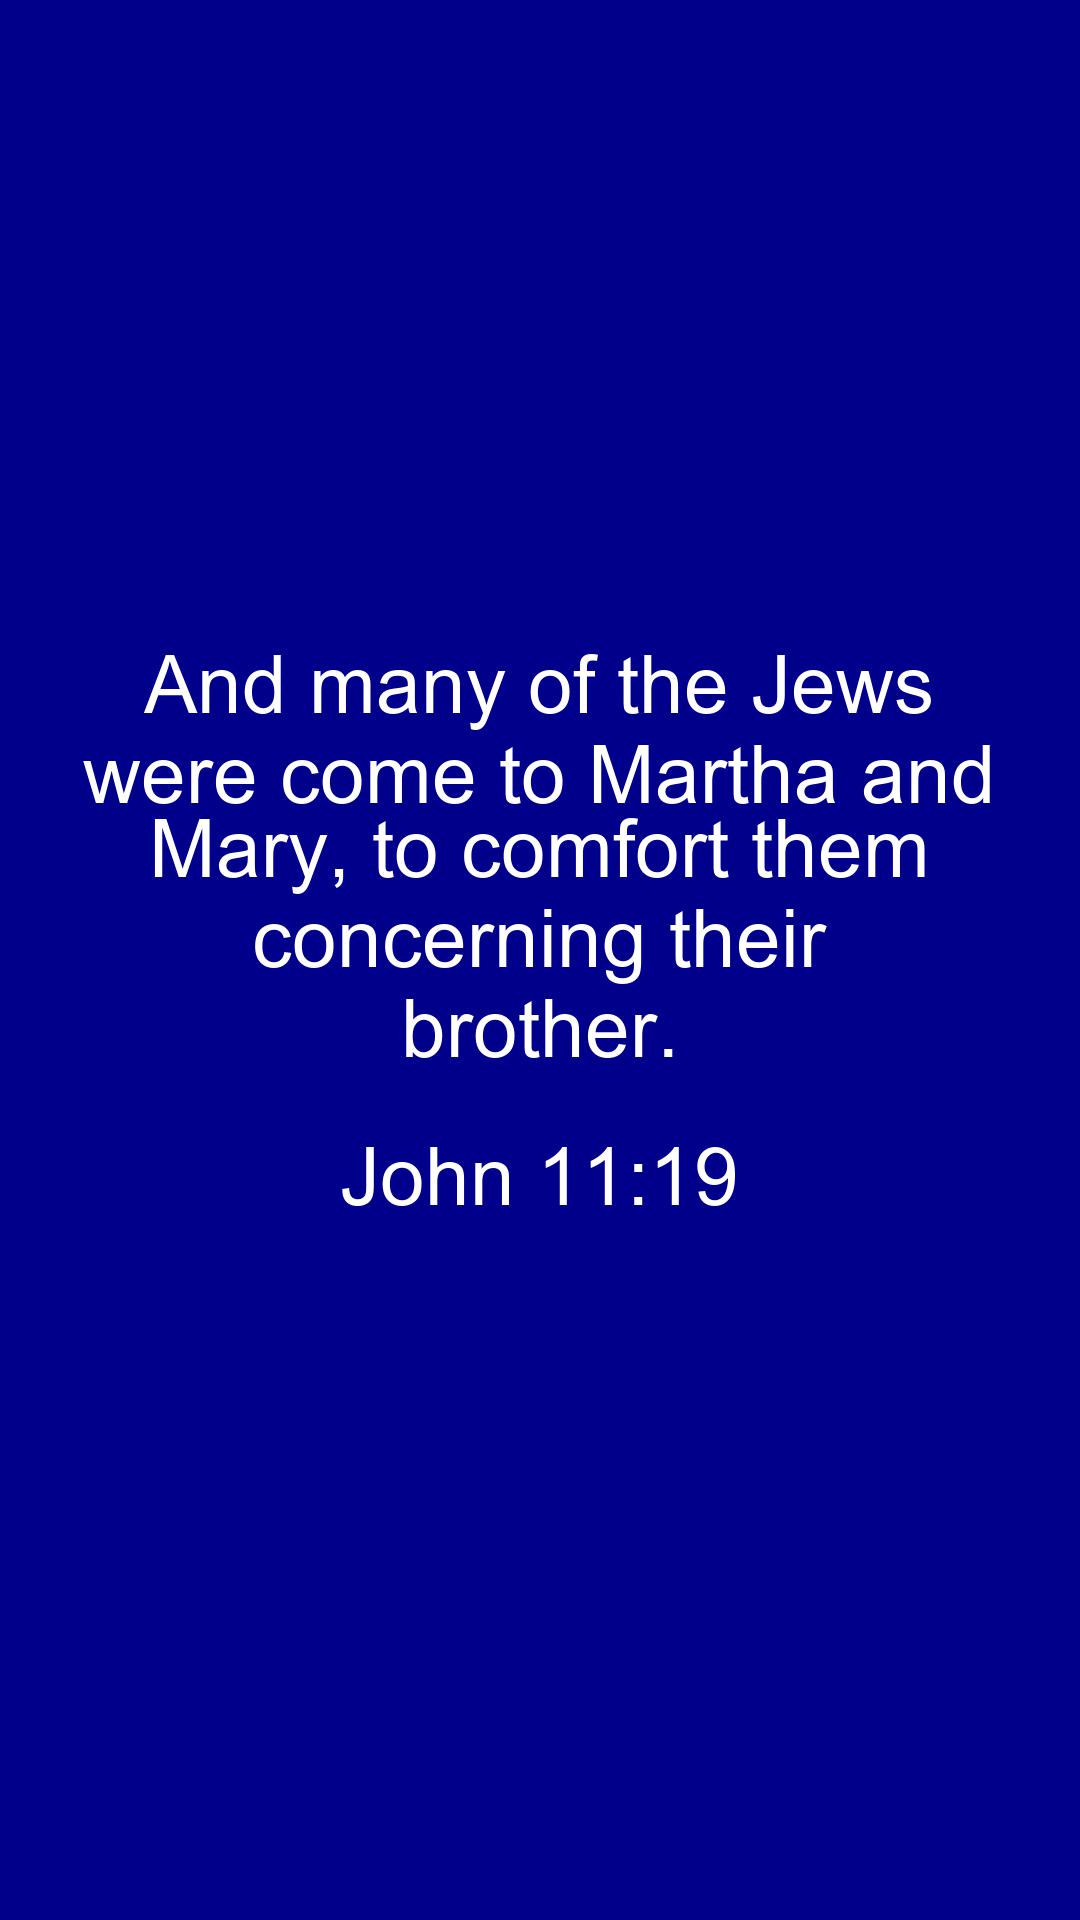 And many of the Jews
were come to Martha and
Mary, to comfort them
concerning their
brother.
John 11:19